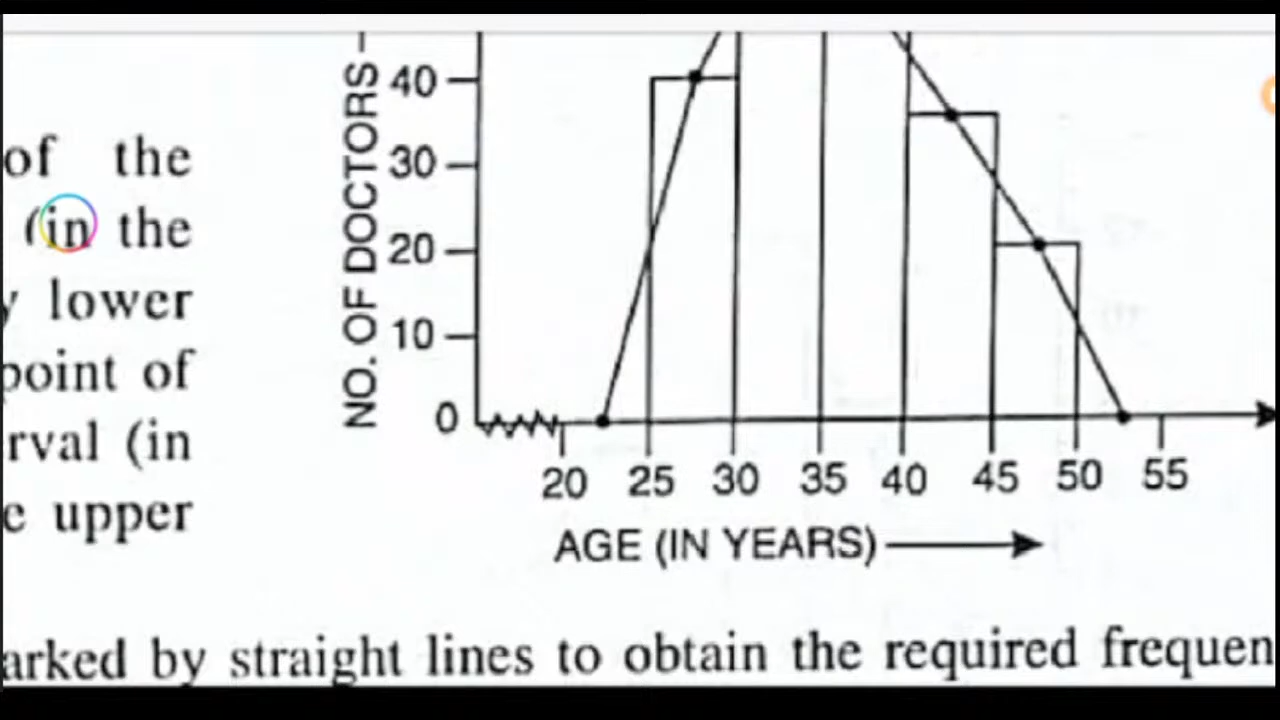 of the
(in the
lower
point of
rval (in
e upper
NO. OF DOCTORS
40
30
20
10
0
20 25 30 35 40 45 50 55
AGE (IN YEARS)
arked by straight lines to obtain the required frequen